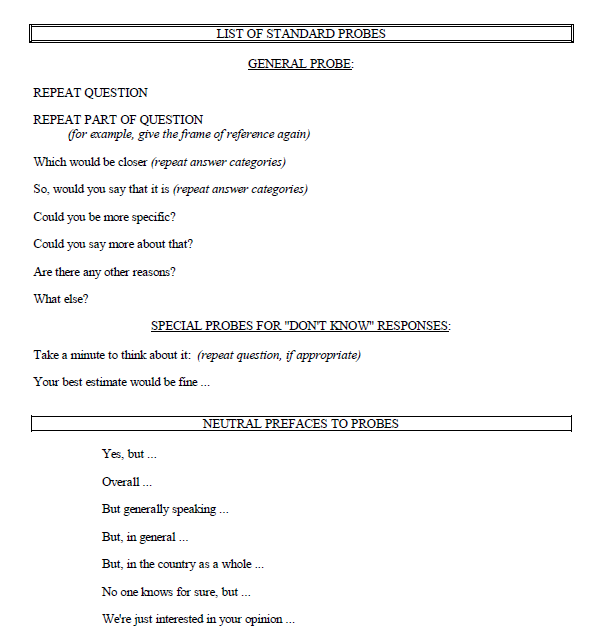 LIST OF STANDARD PROBES
GENERAL PROBE:
REPEAT QUESTION
REPEAT PART OF QUESTION
(for example, give the frame of reference again)
Which would be closer (repeat answer categories)
So, would you say that it is (repeat answer categories)
Could you be more specific?
Could you say more about that?
Are there any other reasons?
What else?
SPECIAL PROBES FOR "DON'T KNOW" RESPONSES:
Take a minute to think about it:  (repeat question, if appropriate)
Your best estimate would be fine ...
NEUTRAL PREFACES TO PROBES
Yes, but ...
Overall ...
But generally speaking ...
But, in general ...
But, in the country as a whole ...
No one knows for sure, but ...
We're just interested in your opinion ...